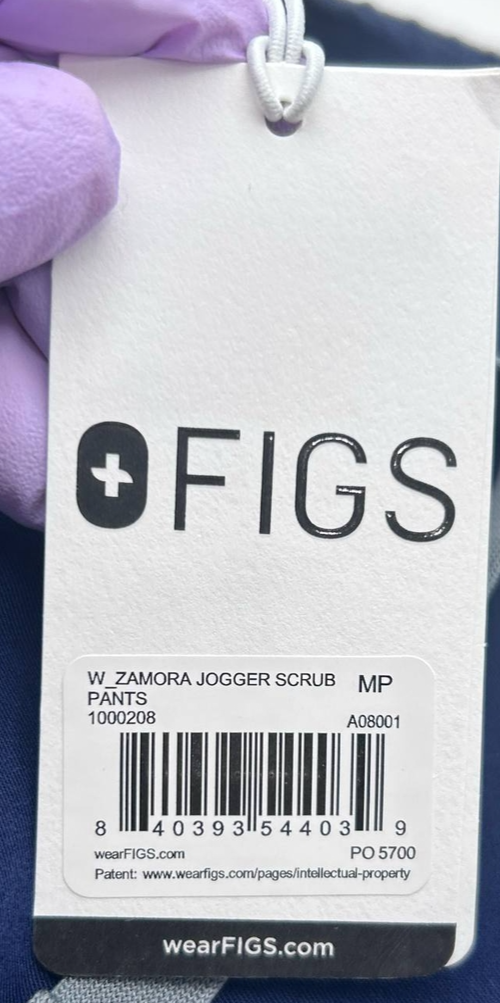 FIGS
W_ZAMORA JOGGER SCRUB MP
PANTS
1000208 A08001
8 40393 54403 9
wearFIGS.com PO 5700
Patent: www.wearfigs.com/pages/intellectual-property
wearFIGS.com